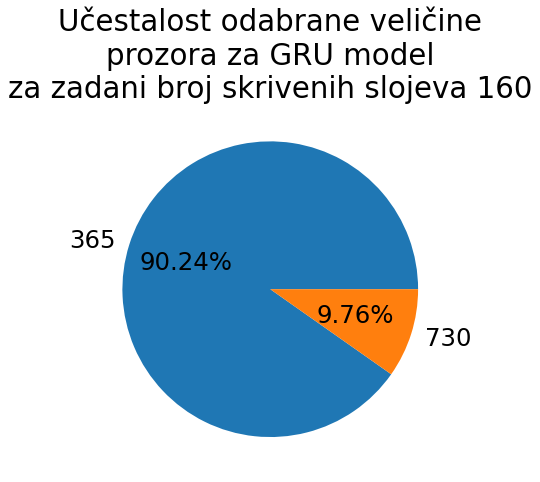 Učestalost odabrane veličine
prozora za GRU model
za zadani broj skrivenih slojeva 160
365
90.24%
9.76%
730